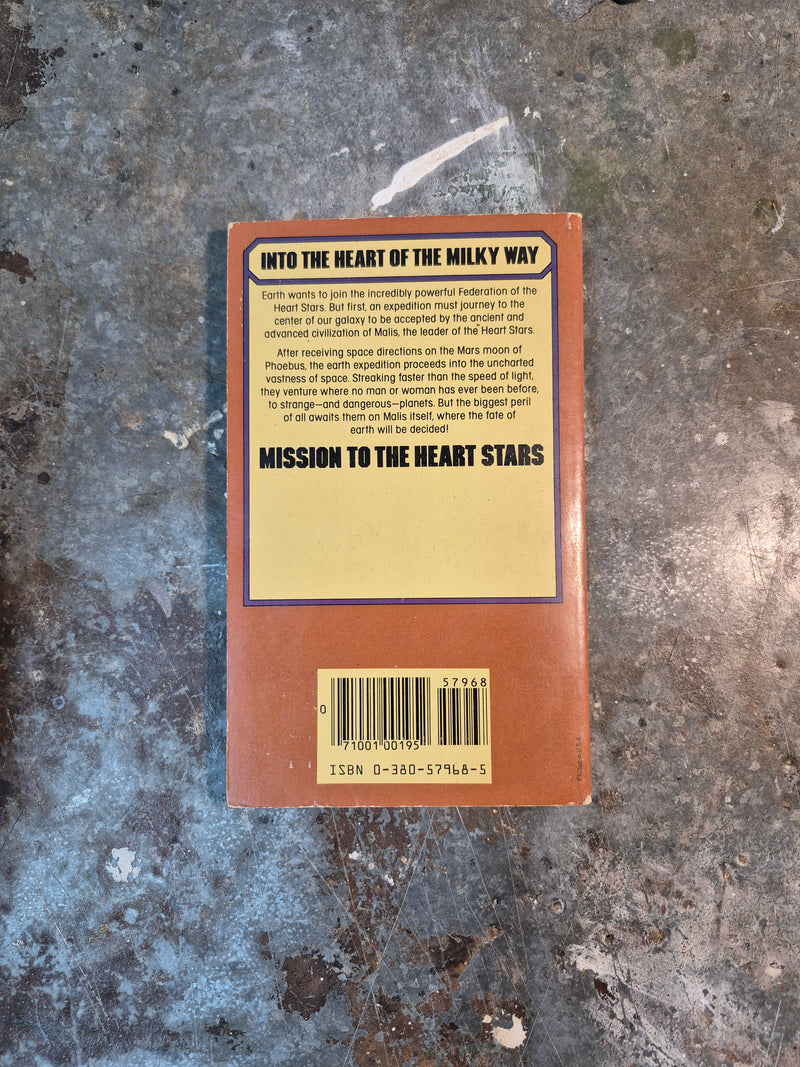 INTO THE HEART OF THE MILKY WAY
Earth wants to join the incredibly powerful Federation of the
Heart Stars. But first, an expedition must journey to the
center of our galaxy to be accepted by the ancient and
advanced civilization of Malis, the leader of the Heart Stars.
After receiving space directions on the Mars moon of
Phoebus, the earth expedition proceeds into the uncharted
vastness of space. Streaking faster than the speed of light,
they venture where no man or woman has ever been before,
to strange—and dangerous—planets. But the biggest peril
of all awaits them on Malis itself, where the fate of
earth will be decided!
MISSION TO THE HEART STARS
57968
0
71001 00195
ISBN 0-380-57968-5
Printed in U.S.A.